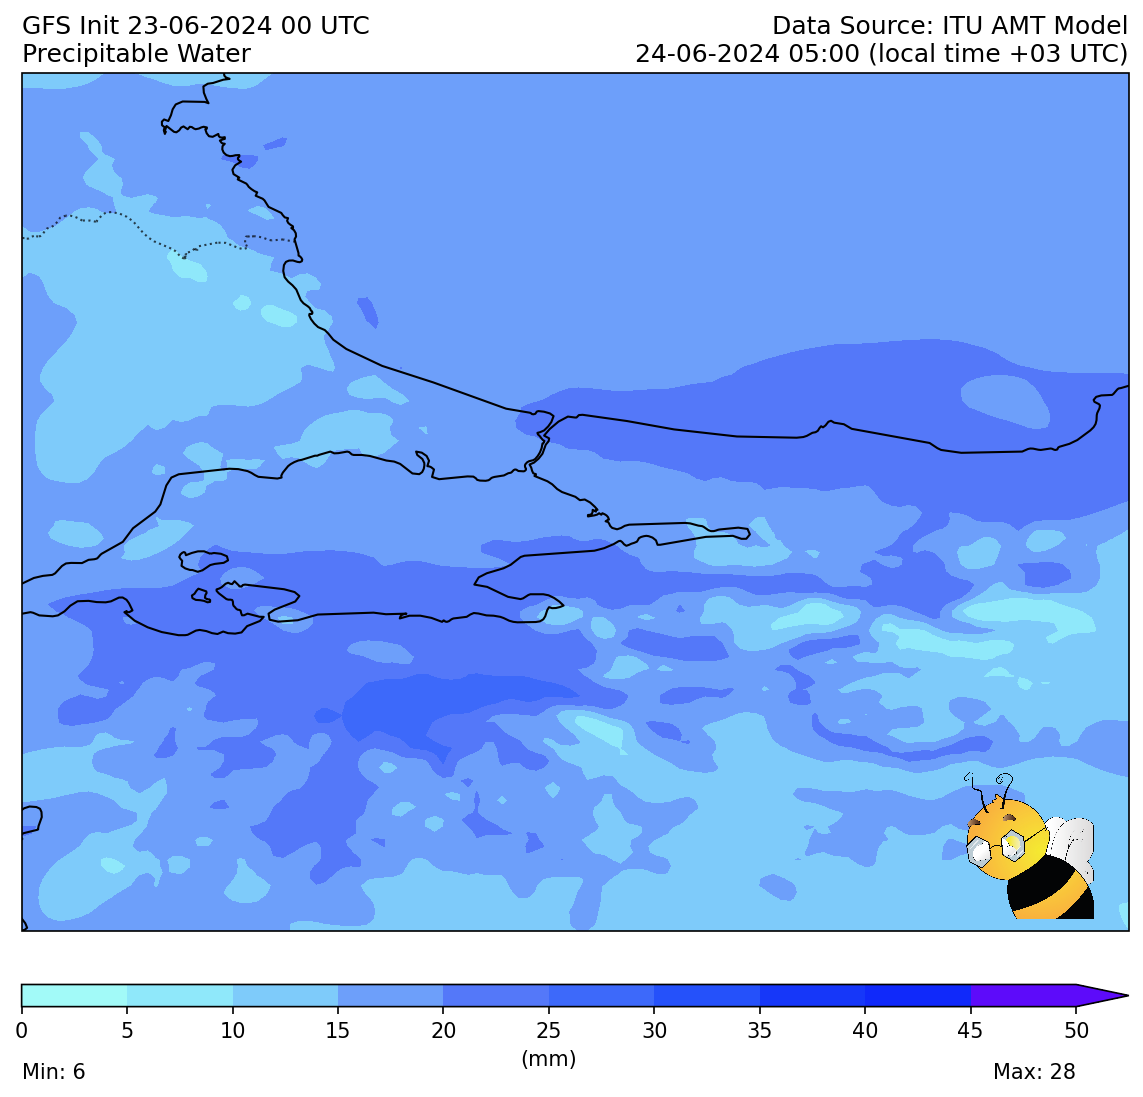 GFS Init 23-06-2024 00 UTC
Data Source: ITU AMT Model
Precipitable Water
24-06-2024 05:00 (local time +03 UTC)
0 5 10 15 20 25 30 35 40 45 50
(mm)
Min: 6
Max: 28